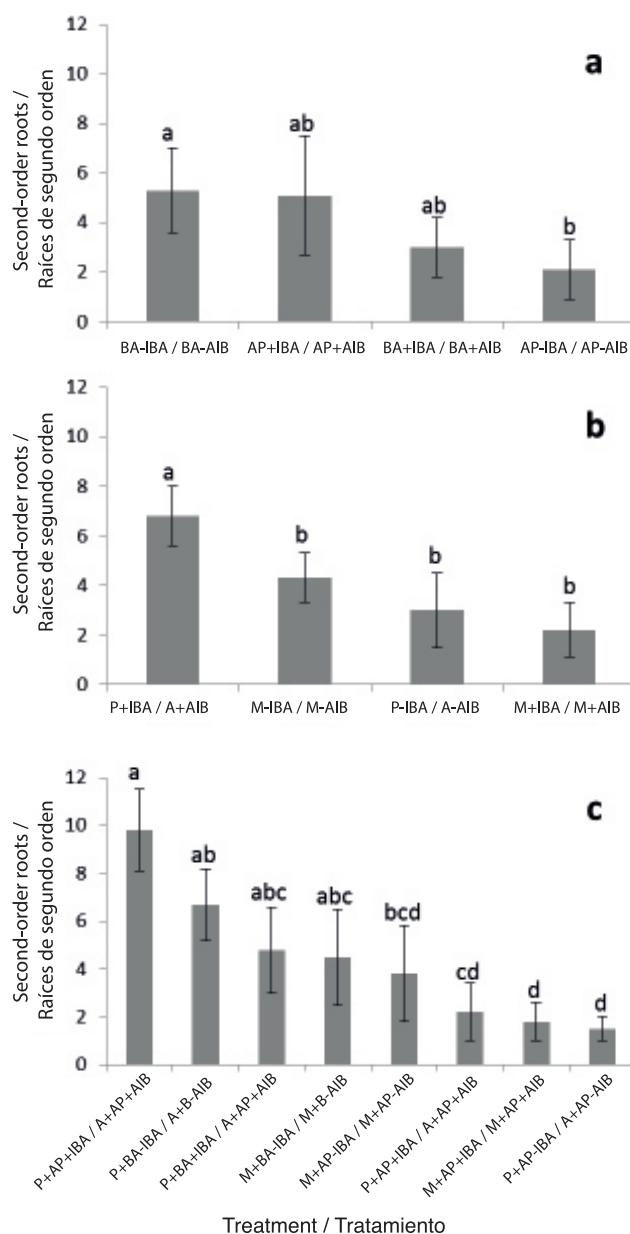 Second-order roots /
Raíces de segundo orden
12
10
8
6
4
2
0
a
a
ab
ab
b
BA-IBA / BA-AIB
AP+IBA / AP+AIB
BA+IBA / BA+AIB
AP-IBA / AP-AIB
Second-order roots /
Raíces de segundo orden
12
10
8
6
4
2
0
b
a
b
b
b
P+IBA / A+AIB
M-IBA / M-AIB
P-IBA / A-AIB
M+IBA / M+AIB
Second-order roots /
Raíces de segundo orden
12
10
8
6
4
2
0
c
a
ab
abc
abc
bcd
cd
d
d
P+AP+IBA / A+AP+AIB
P+BA-IBA / A+B-AIB
P+BA+IBA / A+AP+AIB
M+BA-IBA / M+B-AIB
M+AP-IBA / M+AP-AIB
P+AP+IBA / A+AP+AIB
M+AP+IBA / M+AP+AIB
P+AP-IBA / A+AP-AIB
Treatment / Tratamiento